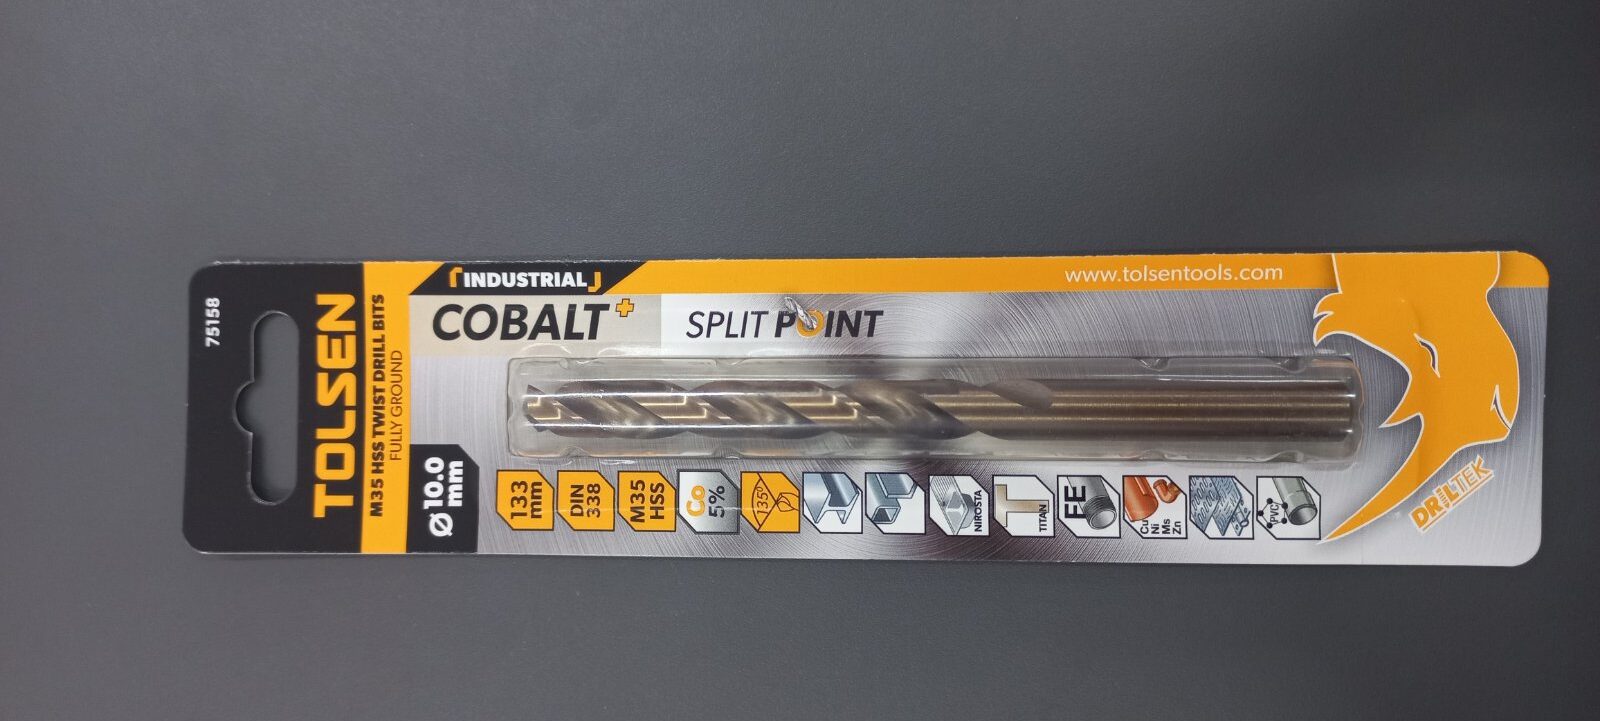 75158
TOLSEN
M35 HSS TWIST DRILL BITS
FULLY GROUND
Ø10.0
mm
INDUSTRIAL
COBALT+
SPLIT POINT
www.tolsentools.com
133
mm
DIN
338
M35
HSS
Co
5%
135°
NIROSTA
TITAN
FE
Cu
Ni
Ms
Zn
PVC
DRILTEK